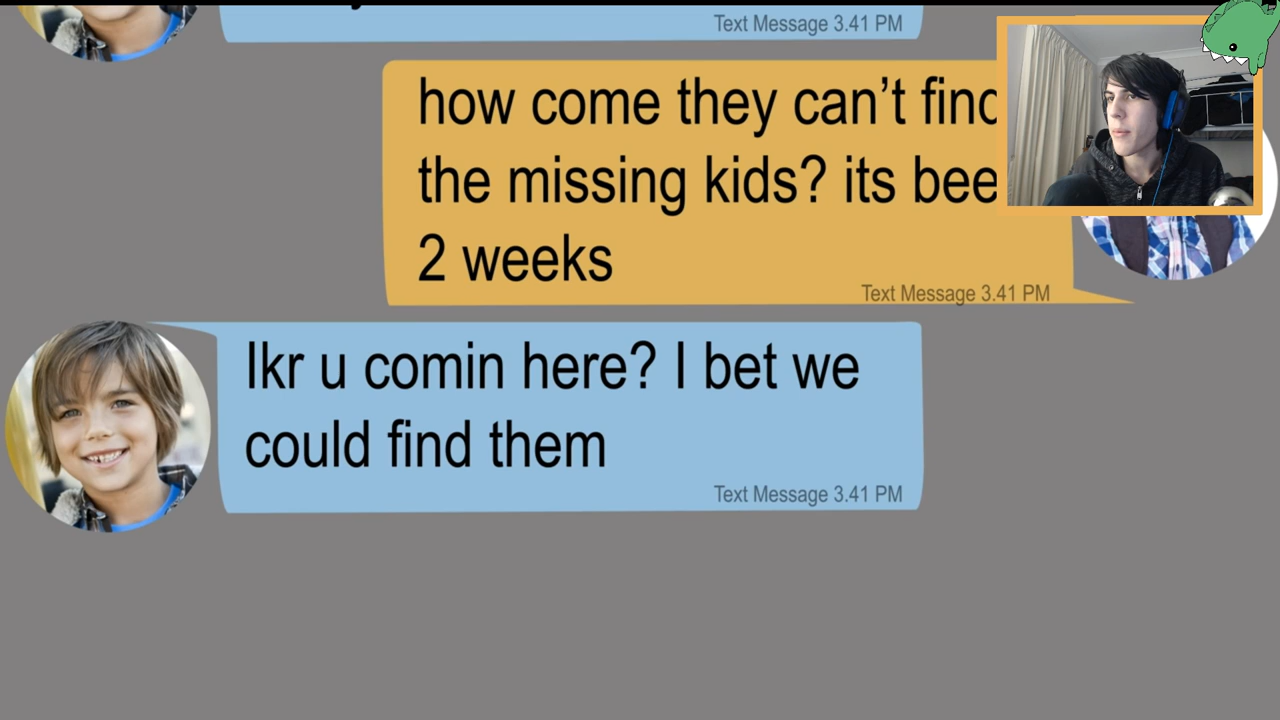 Text Message 3.41 PM
how come they can’t find
the missing kids? its bee
2 weeks
Text Message 3.41 PM
Ikr u comin here? I bet we
could find them
Text Message 3.41 PM